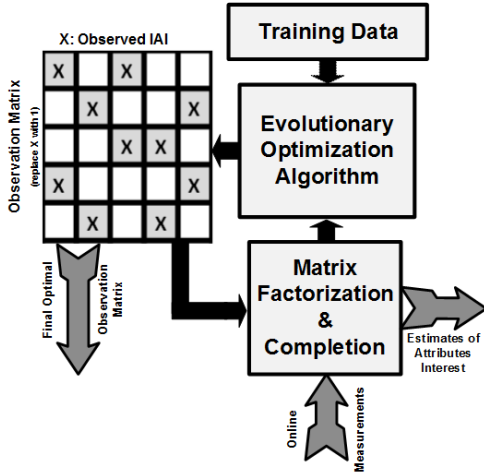 X: Observed IAI
Training Data
Observation Matrix
(replace X with 1)
X X
X X
X X
X X
X X
Evolutionary
Optimization
Algorithm
Final Optimal
Observation
Matrix
Matrix
Factorization
&
Completion
Estimates of
Attributes
Interest
Online
Measurements